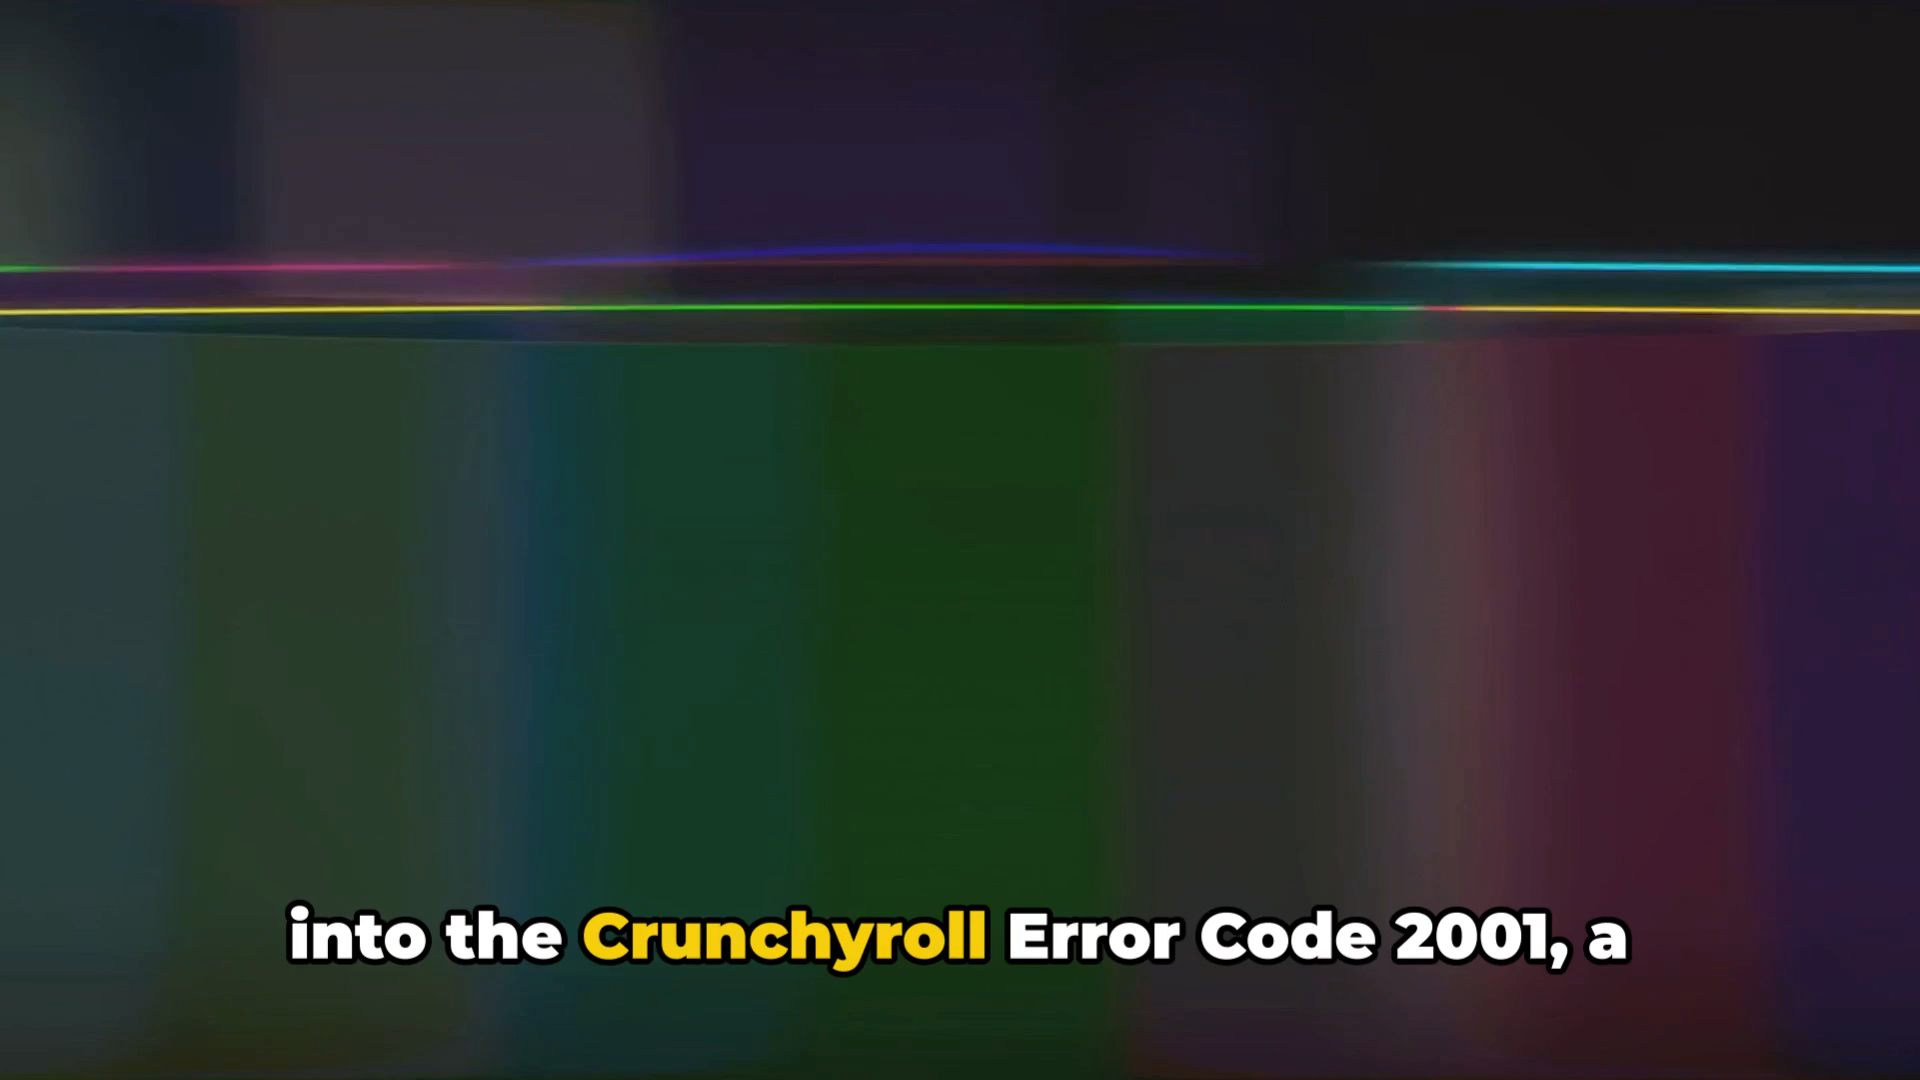 into the Crunchyroll Error Code 2001, a